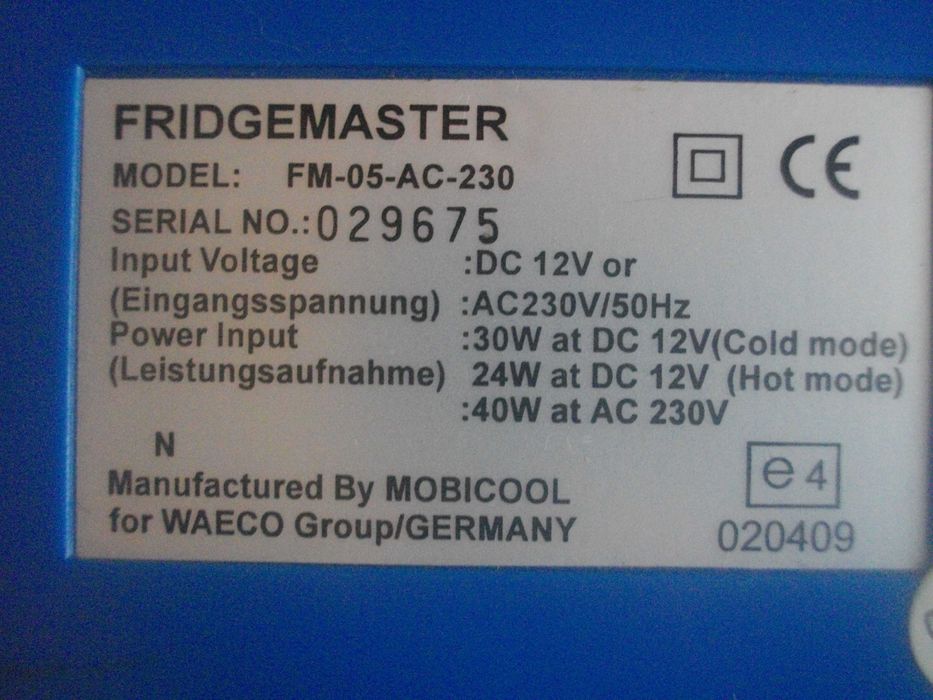 FRIDGEMASTER
MODEL: FM-05-AC-230
CE
SERIAL NO.:029675
Input Voltage :DC 12V or
(Eingangsspannung) :AC230V/50Hz
Power Input :30W at DC 12V(Cold mode)
(Leistungsaufnahme) 24W at DC 12V (Hot mode)
:40W at AC 230V
N
Manufactured By MOBICOOL
for WAECO Group/GERMANY
e4
020409